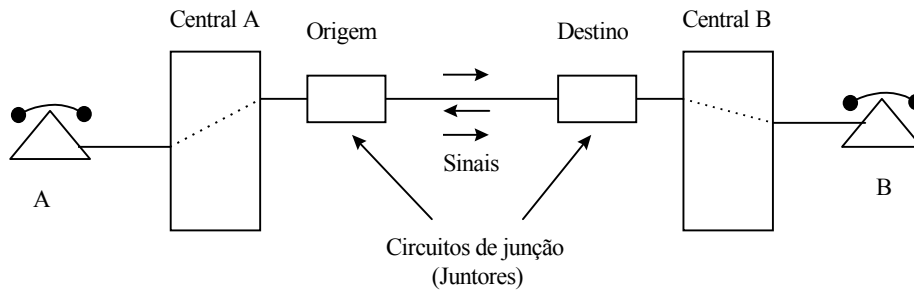 Central A
Origem
Destino
Central B
Sinais
A
B
Circuitos de junção
(Juntores)